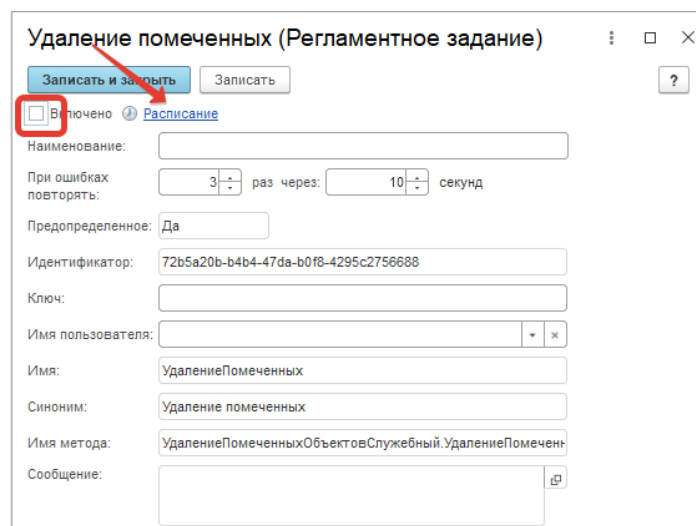 Удаление помеченных (Регламентное задание)
Записать и закрыть Записать ?
Включено Расписание
Наименование:
При ошибках повторять: 3 раз через: 10 секунд
Предопределенное: Да
Идентификатор: 72b5a20b-b4b4-47da-b0f8-4295c2756688
Ключ:
Имя пользователя:
Имя: УдалениеПомеченных
Синоним: Удаление помеченных
Имя метода: УдалениеПомеченныхОбъектовСлужебный.УдалениеПомечен
Сообщение: